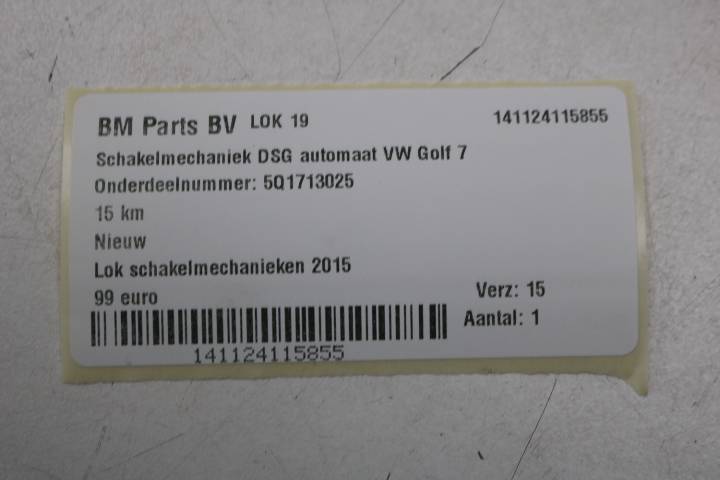 BM Parts BV LOK 19 141124115855
Schakelmechaniek DSG automaat VW Golf 7
Onderdeelnummer: 5Q1713025
15 km
Nieuw
Lok schakelmechanieken 2015
99 euro Verz: 15
Aantal: 1
141124115855